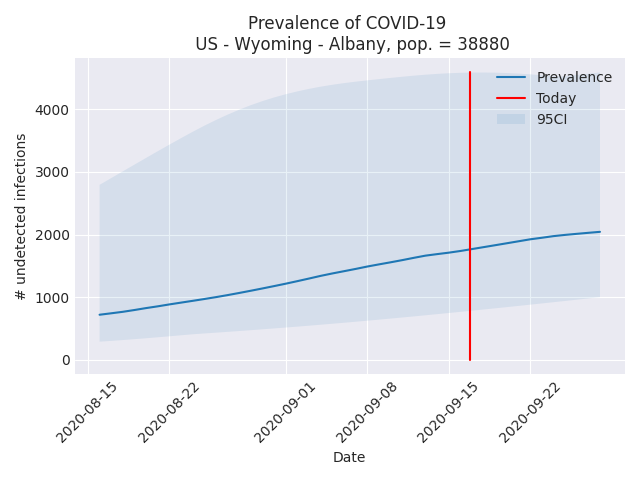 Prevalence of COVID-19
US - Wyoming - Albany, pop. = 38880
Prevalence
Today
95CI
# undetected infections
4000
3000
2000
1000
0
2020-08-15
2020-08-22
2020-09-01
2020-09-08
2020-09-15
2020-09-22
Date